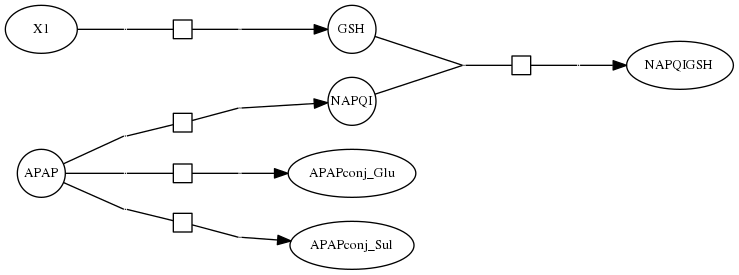 X1
GSH
NAPQIGSH
NAPQI
APAP
APAPconj_Glu
APAPconj_Sul